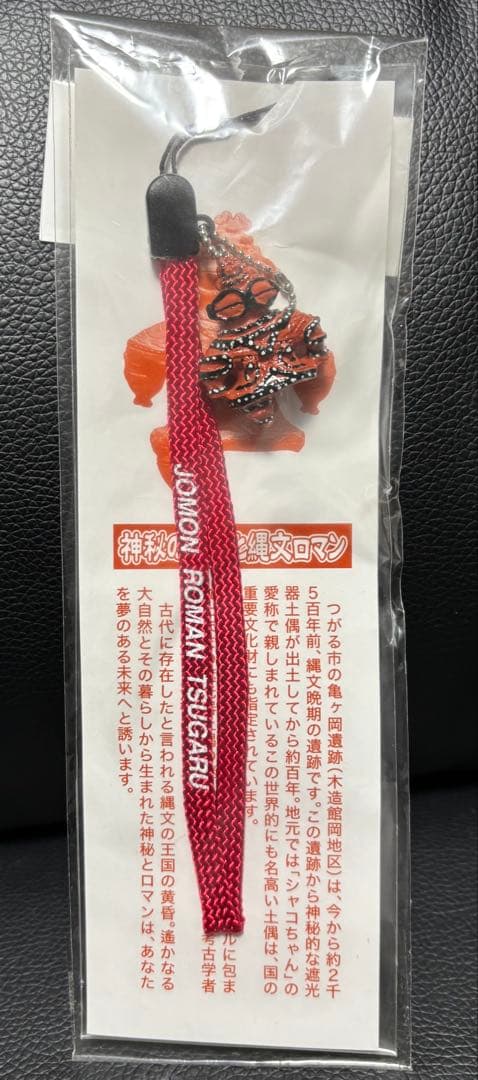 JOMON ROMAN TSUGARU
神秘の と縄文ロマン
つがる市の亀ヶ岡遺跡(木造館岡地区)は、今から約2千
5百年前、縄文晩期の遺跡です。この遺跡から神秘的な遮光
器土偶が出土してから約百年。地元では「シャコちゃん」の
愛称で親しまれているこの世界的にも名高い土偶は、国の
重要文化財にも指定されています。
ルに包ま
考古学者
古代に存在したと言われる縄文の王国の黄昏。遙かなる
大自然とその暮らしから生まれた神秘とロマンは、あなた
を夢のある未来へと誘います。